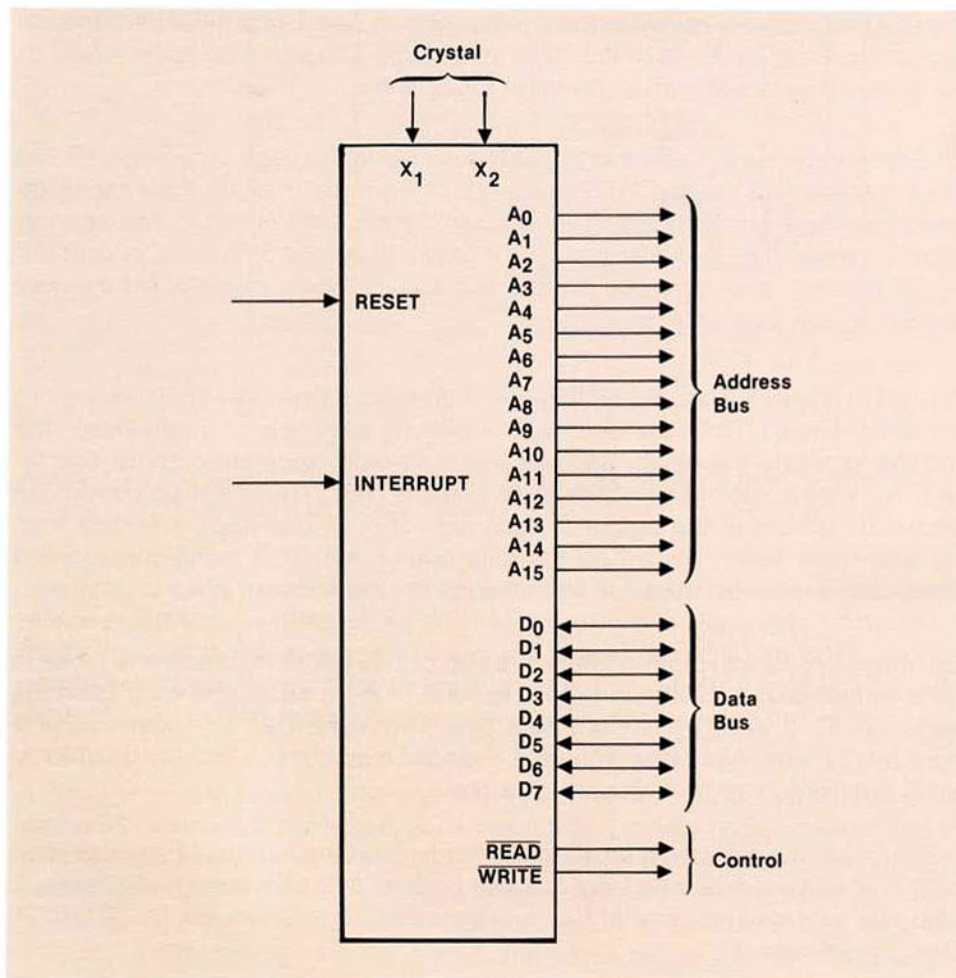 Crystal
X1 X2
RESET
INTERRUPT
A0
A1
A2
A3
A4
A5
A6
A7
A8
A9
A10
A11
A12
A13
A14
A15
Address
Bus
D0
D1
D2
D3
D4
D5
D6
D7
Data
Bus
READ
WRITE
Control